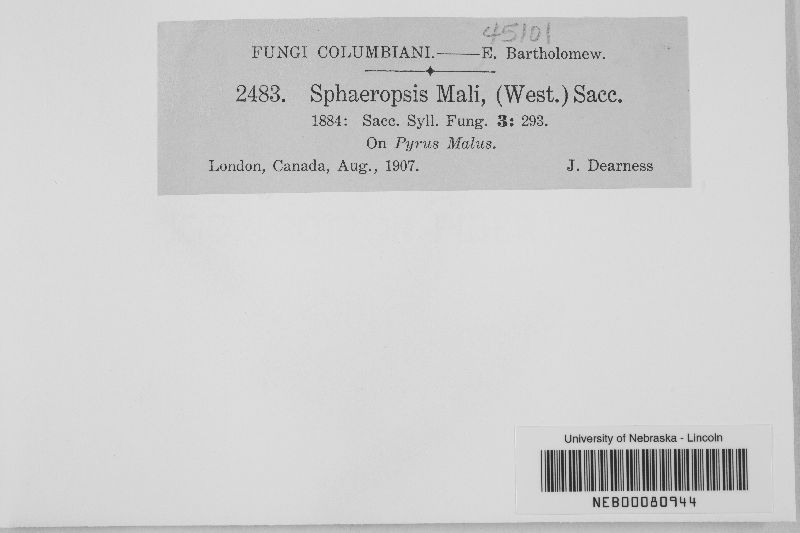 45101
FUNGI COLUMBIANI.——E. Bartholomew.
2483. Sphaeropsis Mali, (West.) Sacc.
1884: Sacc. Syll. Fung. 3: 293.
On Pyrus Malus.
London, Canada, Aug., 1907. J. Dearness
University of Nebraska - Lincoln
NEB00080944